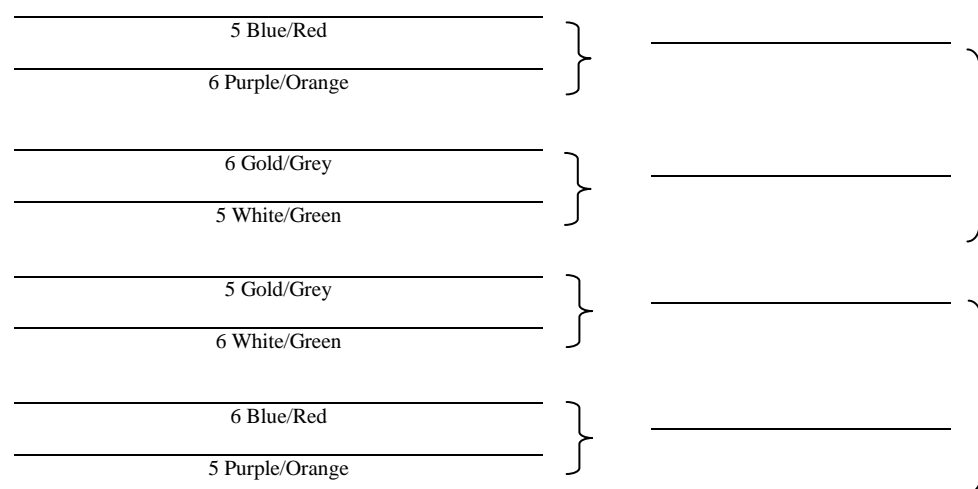 5 Blue/Red
6 Purple/Orange
6 Gold/Grey
5 White/Green
5 Gold/Grey
6 White/Green
6 Blue/Red
5 Purple/Orange